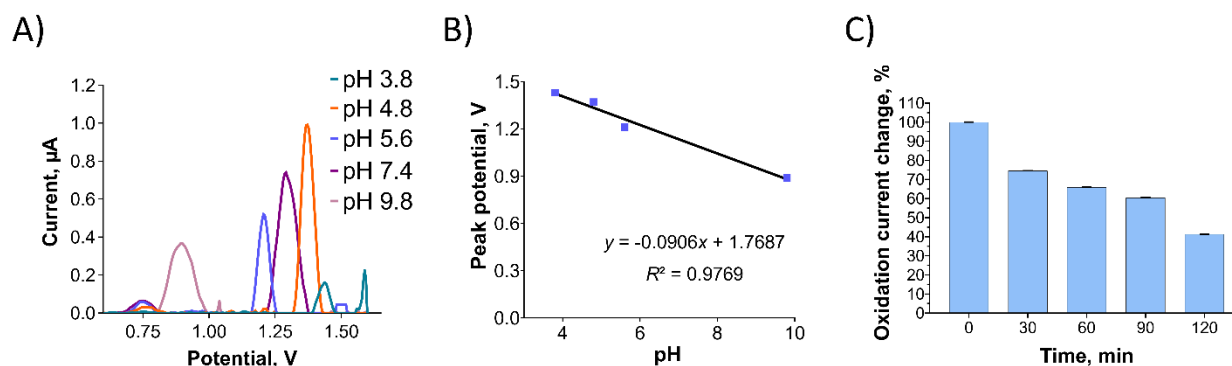 A)
Current, µA
1.2
1.0
0.8
0.6
0.4
0.2
0.0
0.75
1.00
1.25
1.50
Potential, V
pH 3.8
pH 4.8
pH 5.6
pH 7.4
pH 9.8
B)
Peak potential, V
1.5
1.2
0.9
0.6
0.3
0.0
y = -0.0906x + 1.7687
R² = 0.9769
4
6
8
10
pH
C)
Oxidation current change, %
110
100
90
80
70
60
50
40
30
20
10
0
0
30
60
90
120
Time, min